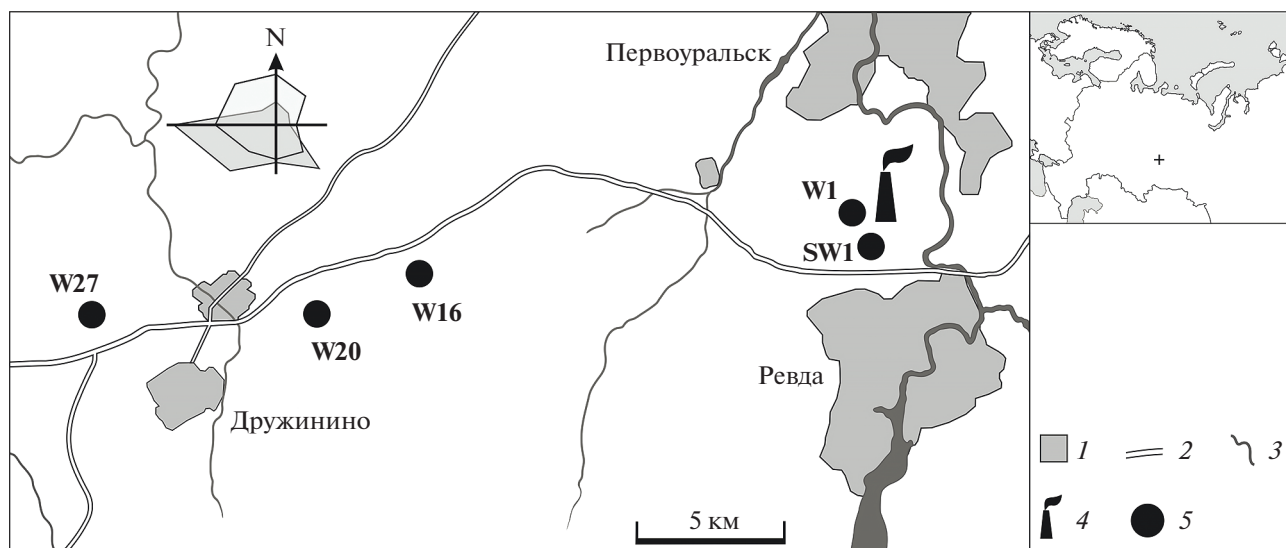 N
Первоуральск
W1
SW1
W27
W16
W20
Ревда
Дружинино
5 км
1
2
3
4
5